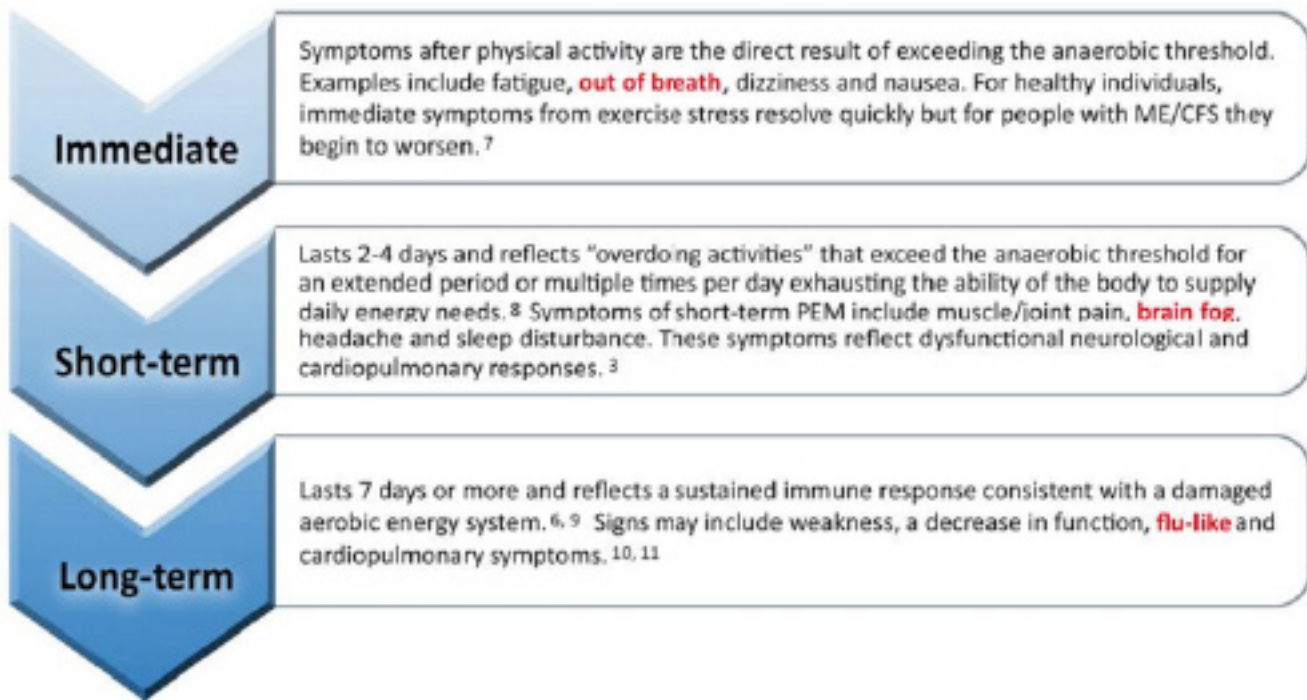 Immediate
Symptoms after physical activity are the direct result of exceeding the anaerobic threshold.
Examples include fatigue, out of breath, dizziness and nausea. For healthy individuals,
immediate symptoms from exercise stress resolve quickly but for people with ME/CFS they
begin to worsen. 7
Short-term
Lasts 2-4 days and reflects “overdoing activities” that exceed the anaerobic threshold for
an extended period or multiple times per day exhausting the ability of the body to supply
daily energy needs. 8 Symptoms of short-term PEM include muscle/joint pain, brain fog,
headache and sleep disturbance. These symptoms reflect dysfunctional neurological and
cardiopulmonary responses. 3
Long-term
Lasts 7 days or more and reflects a sustained immune response consistent with a damaged
aerobic energy system. 6, 9 Signs may include weakness, a decrease in function, flu-like and
cardiopulmonary symptoms. 10, 11